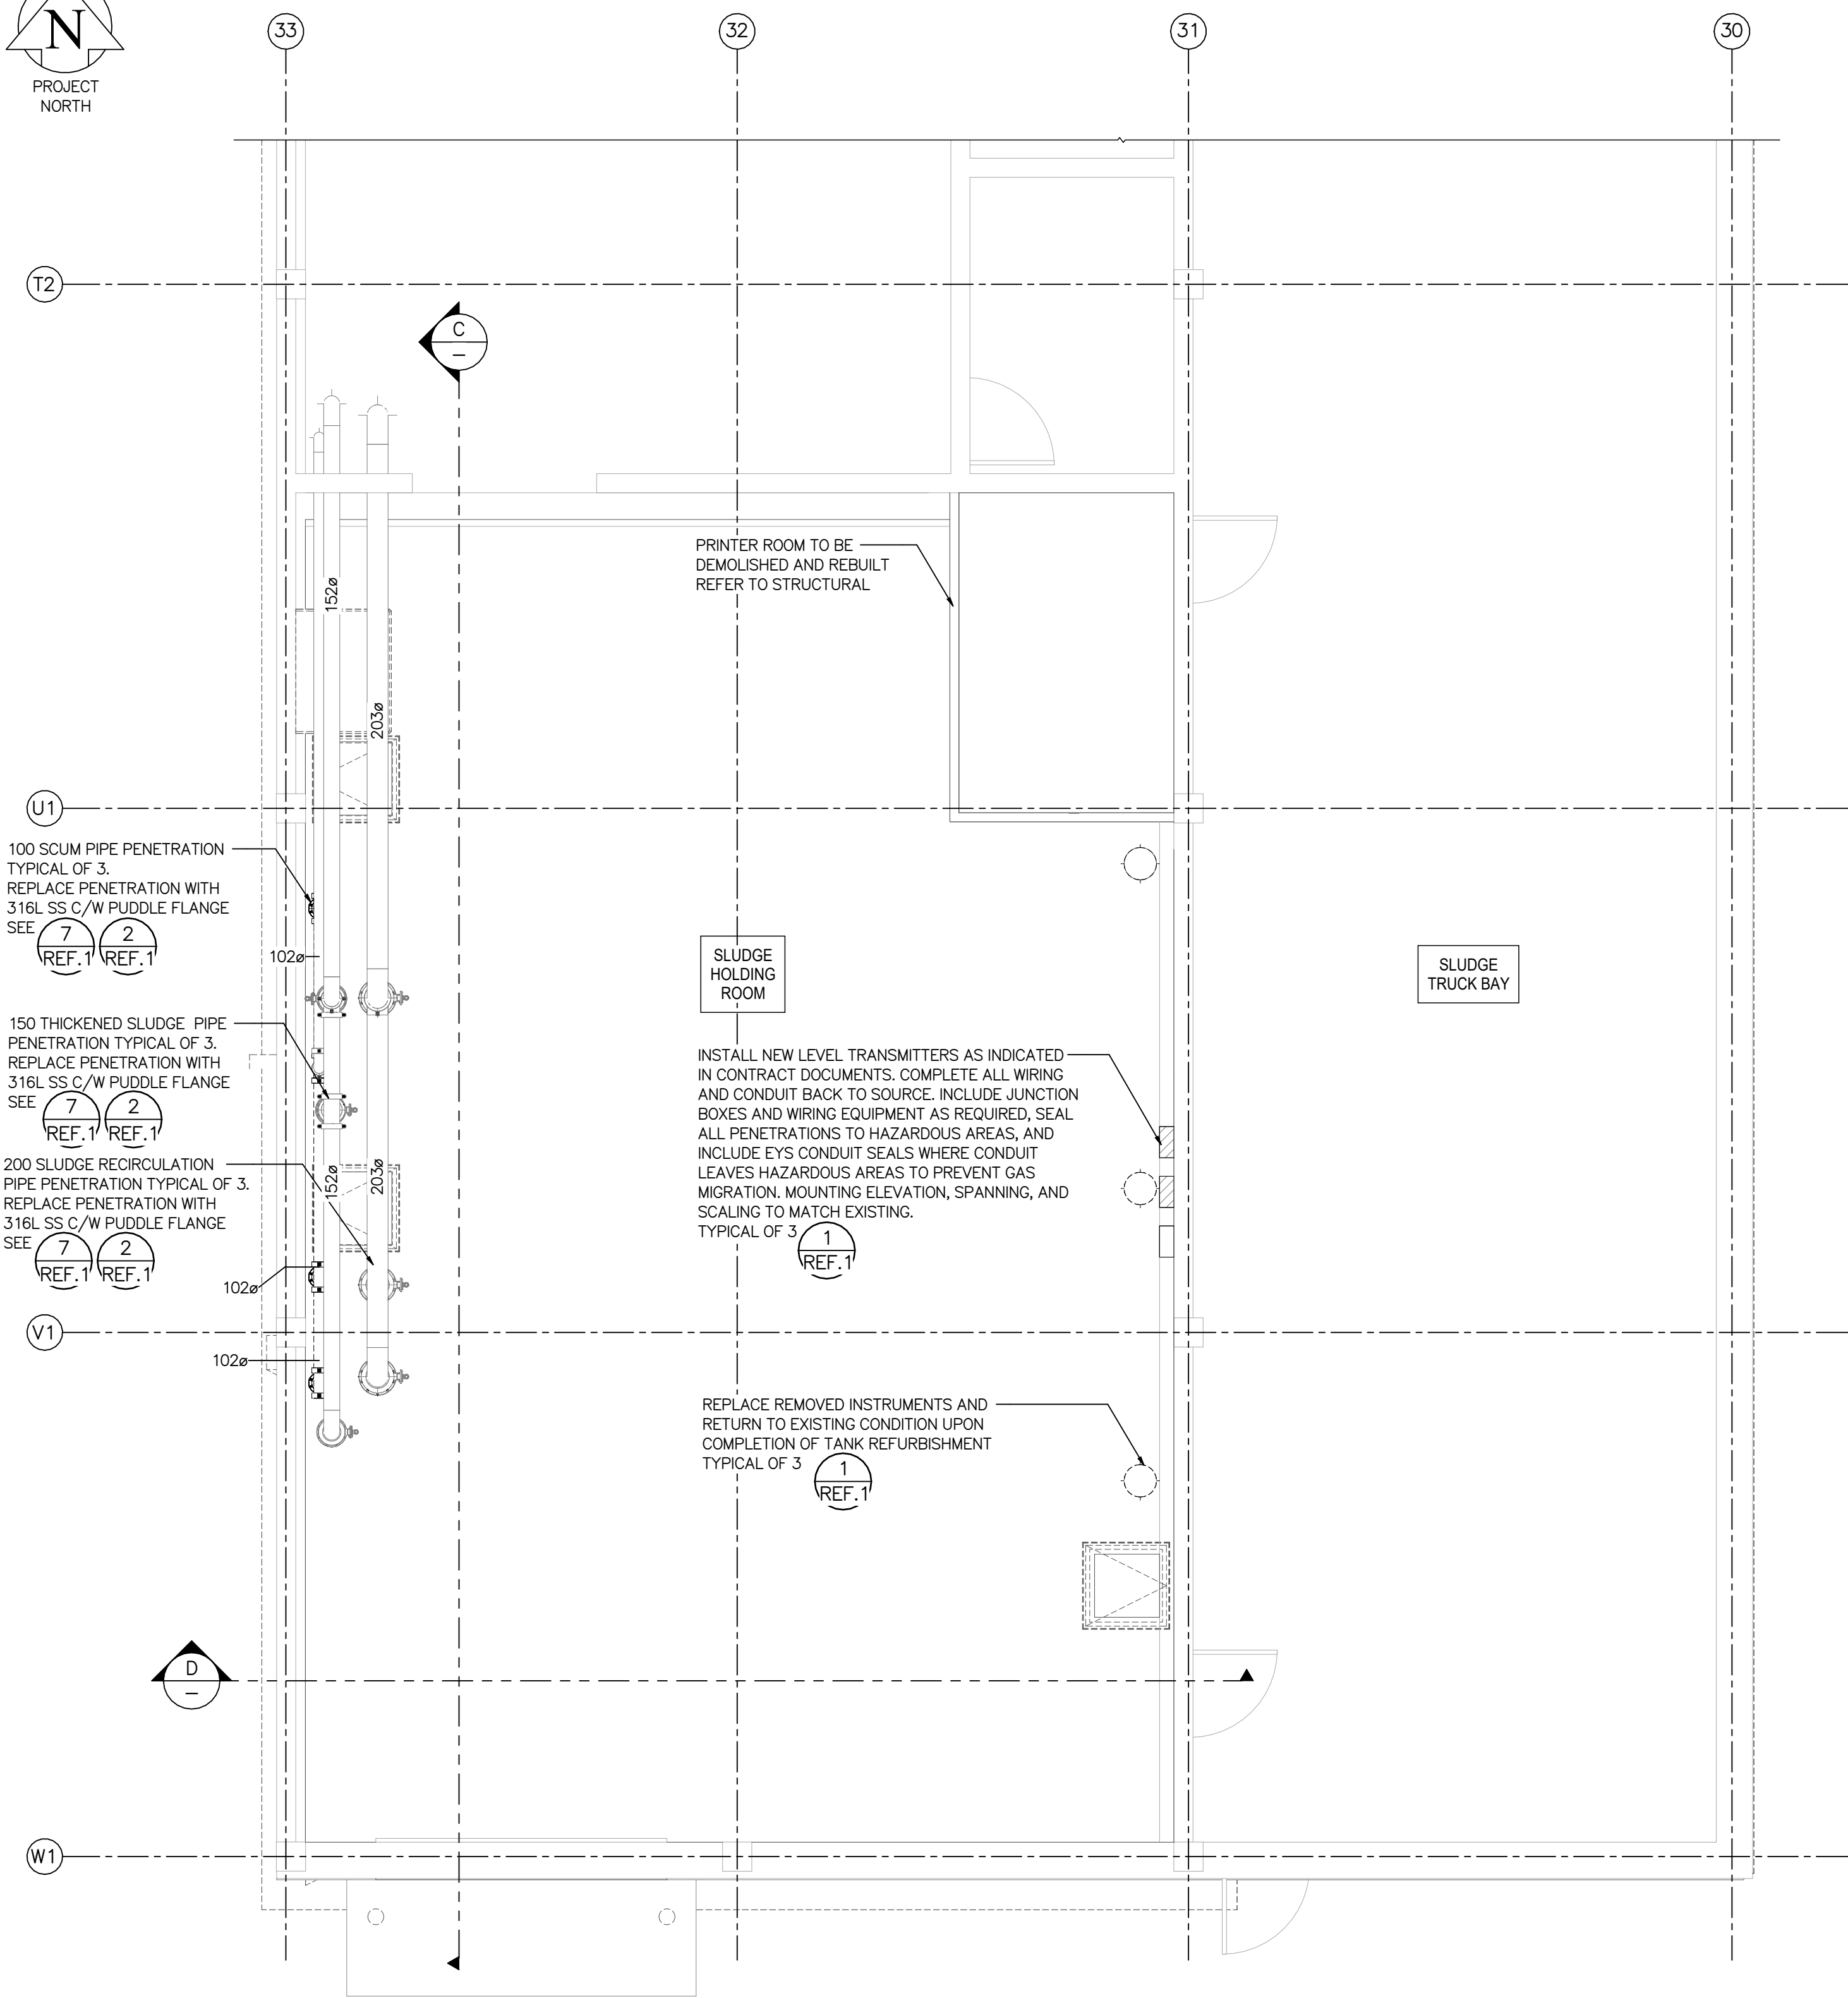 N
PROJECT
NORTH
33
32
31
30
T2
C
—
PRINTER ROOM TO BE
DEMOLISHED AND REBUILT
REFER TO STRUCTURAL
152ø
203ø
U1
100 SCUM PIPE PENETRATION
TYPICAL OF 3.
REPLACE PENETRATION WITH
316L SS C/W PUDDLE FLANGE
SEE
7
REF.1
2
REF.1
102ø
SLUDGE
HOLDING
ROOM
SLUDGE
TRUCK BAY
150 THICKENED SLUDGE PIPE
PENETRATION TYPICAL OF 3.
REPLACE PENETRATION WITH
316L SS C/W PUDDLE FLANGE
SEE
7
REF.1
2
REF.1
INSTALL NEW LEVEL TRANSMITTERS AS INDICATED
IN CONTRACT DOCUMENTS. COMPLETE ALL WIRING
AND CONDUIT BACK TO SOURCE. INCLUDE JUNCTION
BOXES AND WIRING EQUIPMENT AS REQUIRED, SEAL
ALL PENETRATIONS TO HAZARDOUS AREAS, AND
INCLUDE EYS CONDUIT SEALS WHERE CONDUIT
LEAVES HAZARDOUS AREAS TO PREVENT GAS
MIGRATION. MOUNTING ELEVATION, SPANNING, AND
SCALING TO MATCH EXISTING.
TYPICAL OF 3
1
REF.1
200 SLUDGE RECIRCULATION
PIPE PENETRATION TYPICAL OF 3.
REPLACE PENETRATION WITH
316L SS C/W PUDDLE FLANGE
SEE
7
REF.1
2
REF.1
152ø
203ø
102ø
V1
102ø
REPLACE REMOVED INSTRUMENTS AND
RETURN TO EXISTING CONDITION UPON
COMPLETION OF TANK REFURBISHMENT
TYPICAL OF 3
1
REF.1
D
—
W1